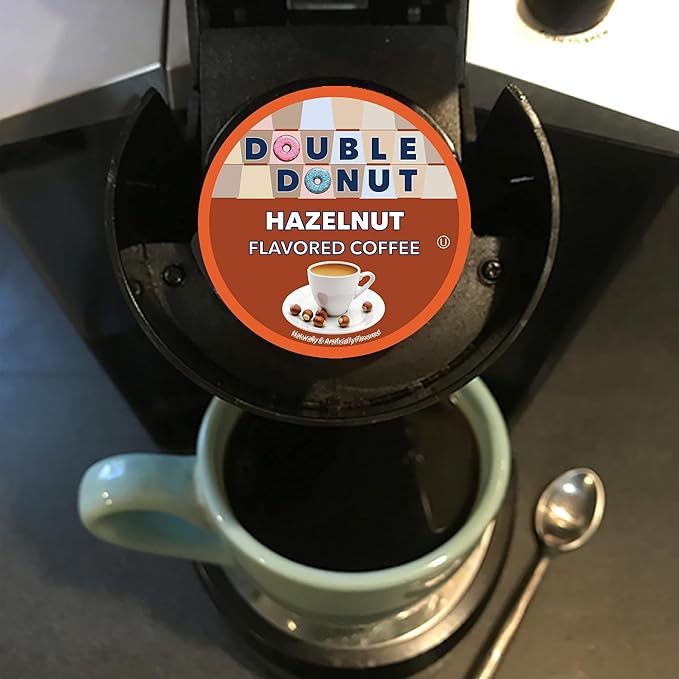 DOUBLE
DONUT
HAZELNUT
FLAVORED COFFEE
U
Naturally & Artificially Flavored